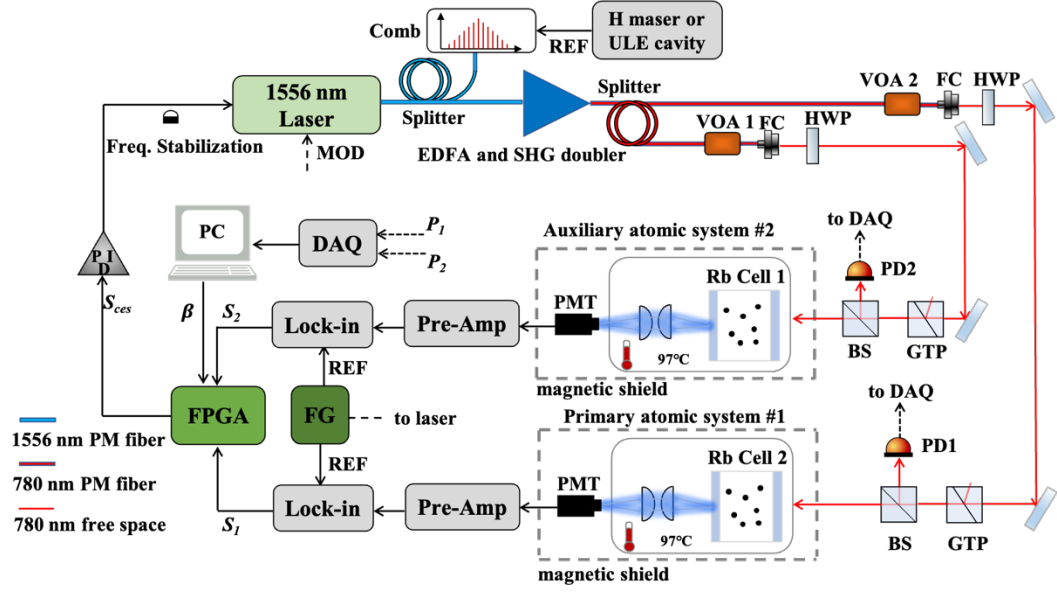 H maser or
ULE cavity
Comb
REF
1556 nm
Laser
Splitter
Splitter
VOA 2
FC
HWP
VOA 1
FC
HWP
EDFA and SHG doubler
MOD
Freq. Stabilization
PC
DAQ
P1
P2
P I
D
Sces
β
S2
Lock-in
Pre-Amp
REF
Auxiliary atomic system #2
Rb Cell 1
PMT
97℃
magnetic shield
to DAQ
PD2
BS
GTP
FPGA
FG
to laser
REF
Lock-in
Pre-Amp
S1
Primary atomic system #1
Rb Cell 2
PMT
97℃
magnetic shield
to DAQ
PD1
BS
GTP
1556 nm PM fiber
780 nm PM fiber
780 nm free space